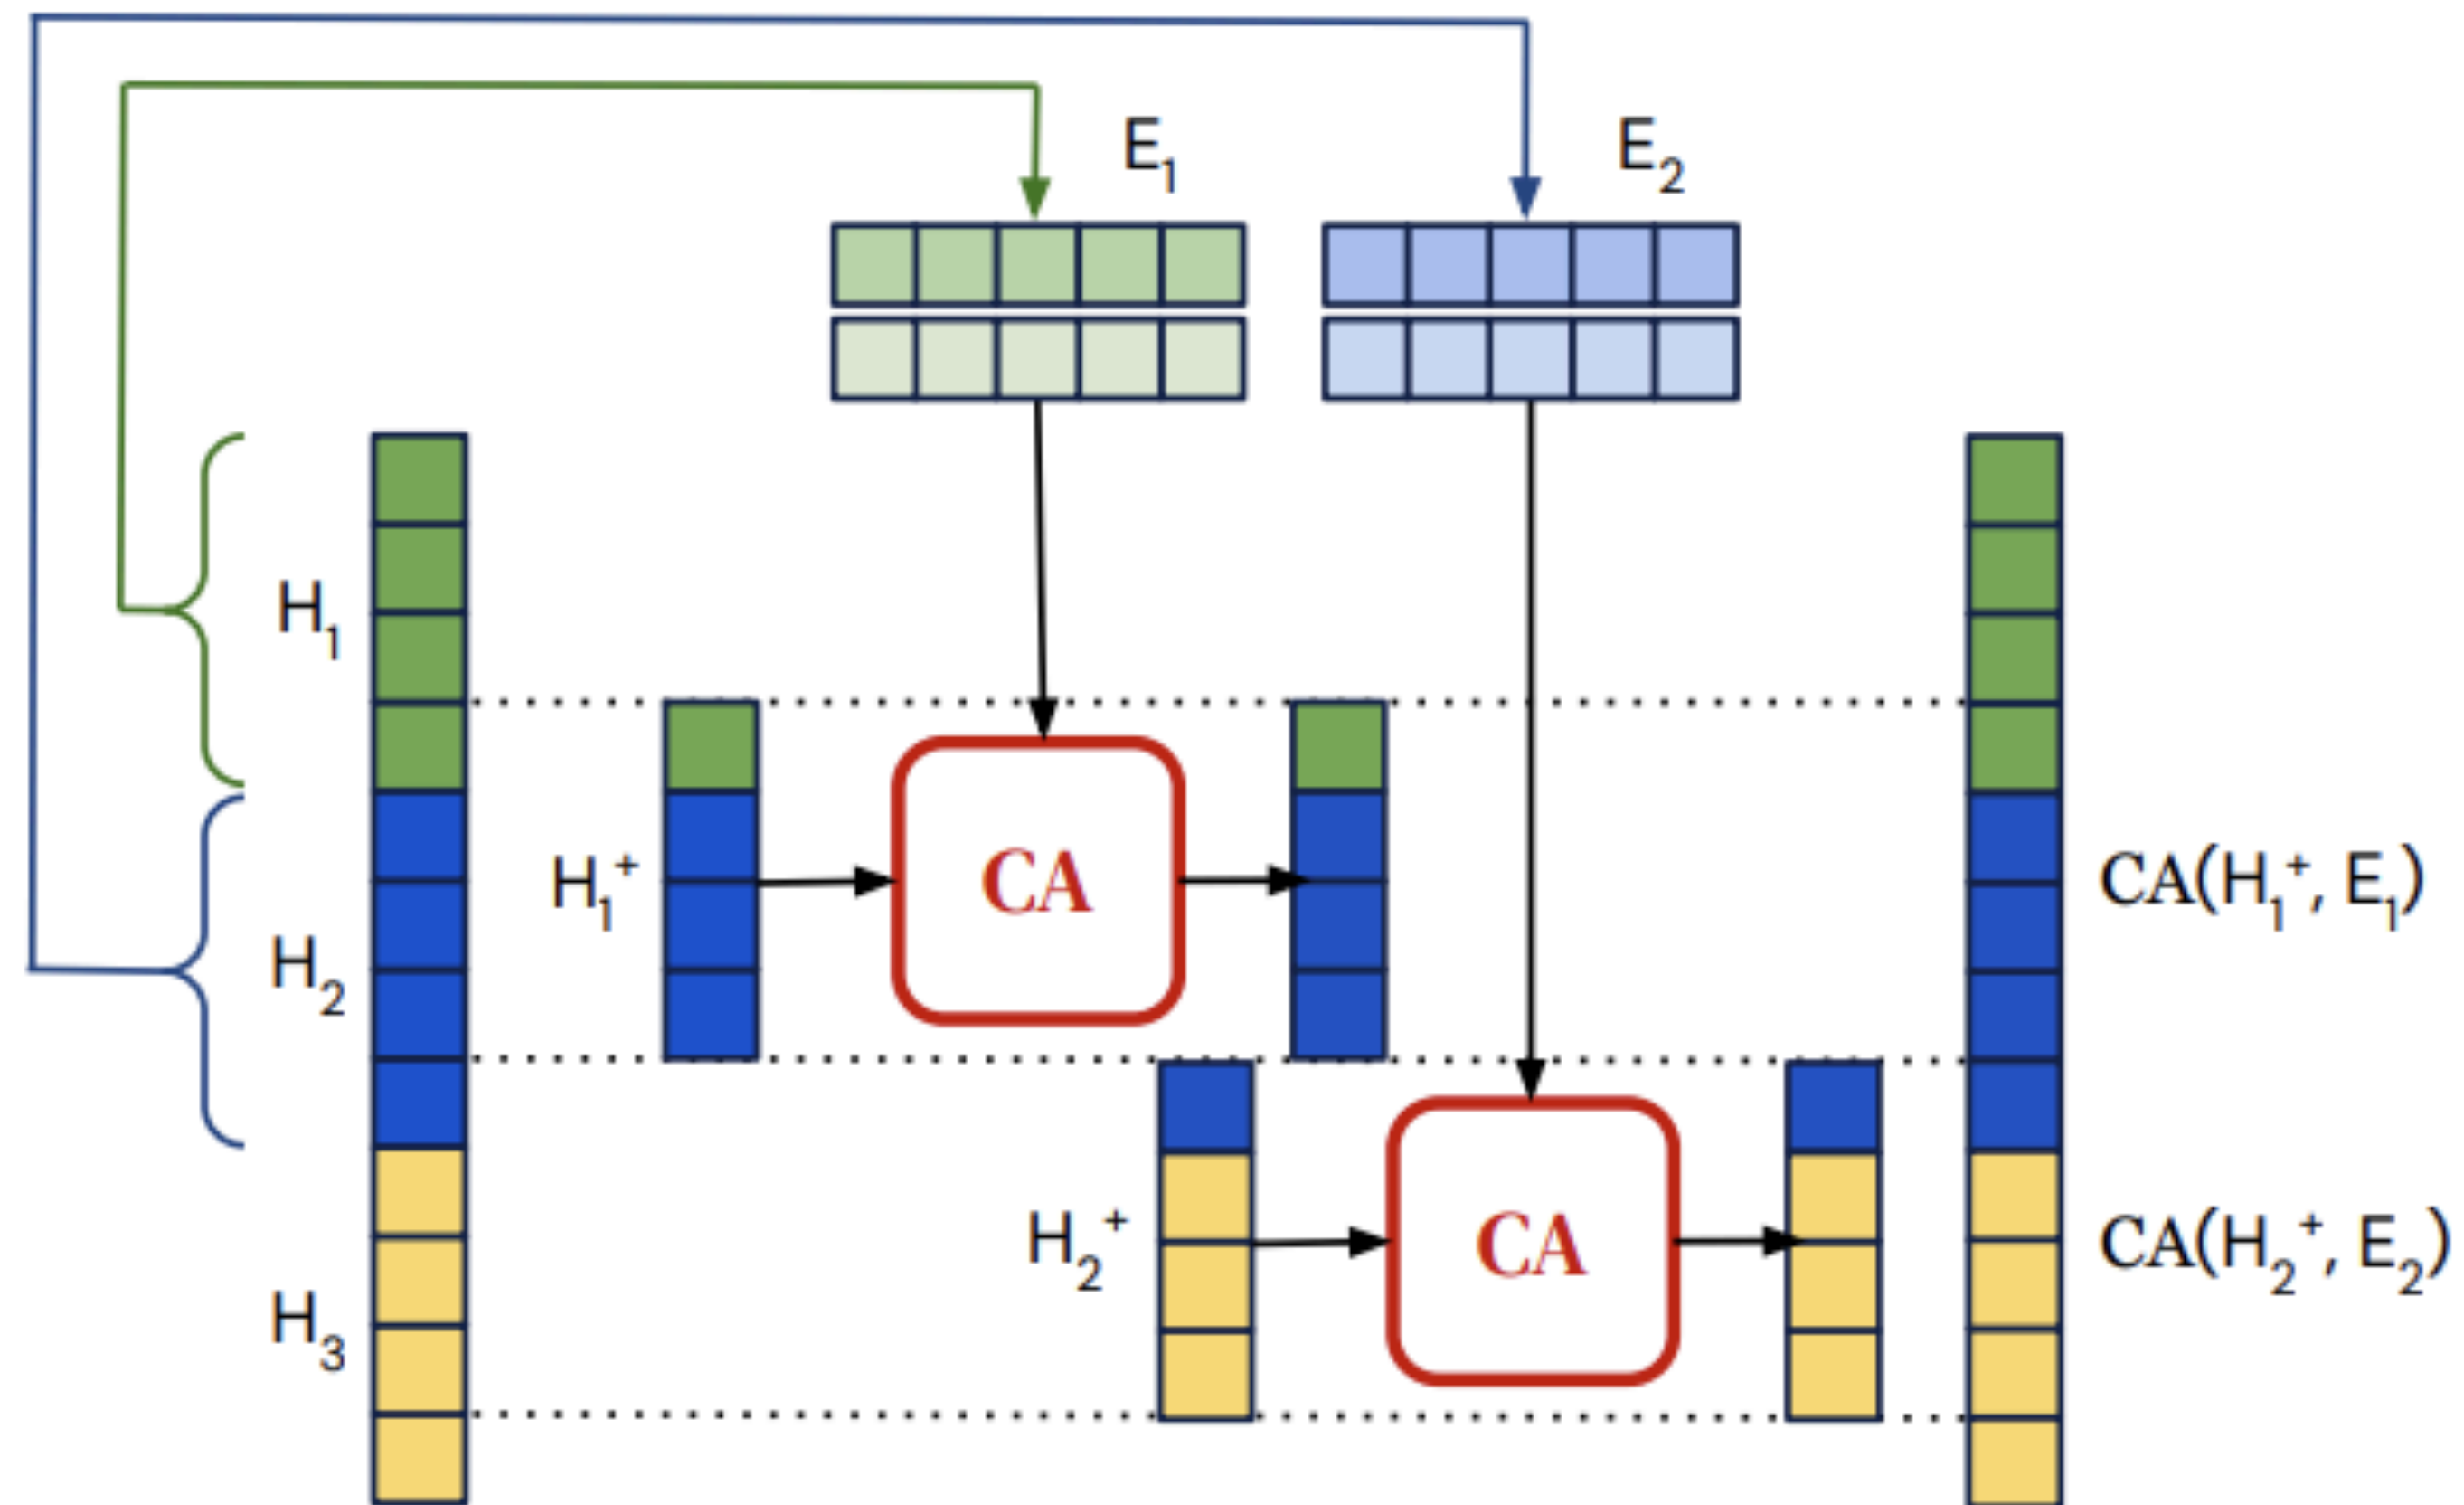 E₁
E₂
H₁
H₁⁺
CA
CA(H₁⁺, E₁)
H₂
H₂⁺
CA
CA(H₂⁺, E₂)
H₃